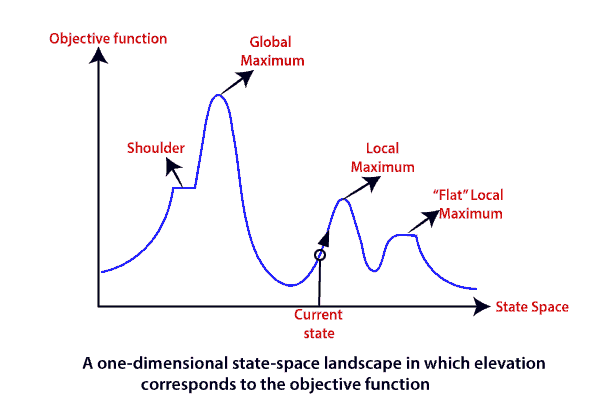 Objective function
Global
Maximum
Shoulder
Local
Maximum
“Flat” Local
Maximum
Current
state
State Space
A one-dimensional state-space landscape in which elevation
corresponds to the objective function